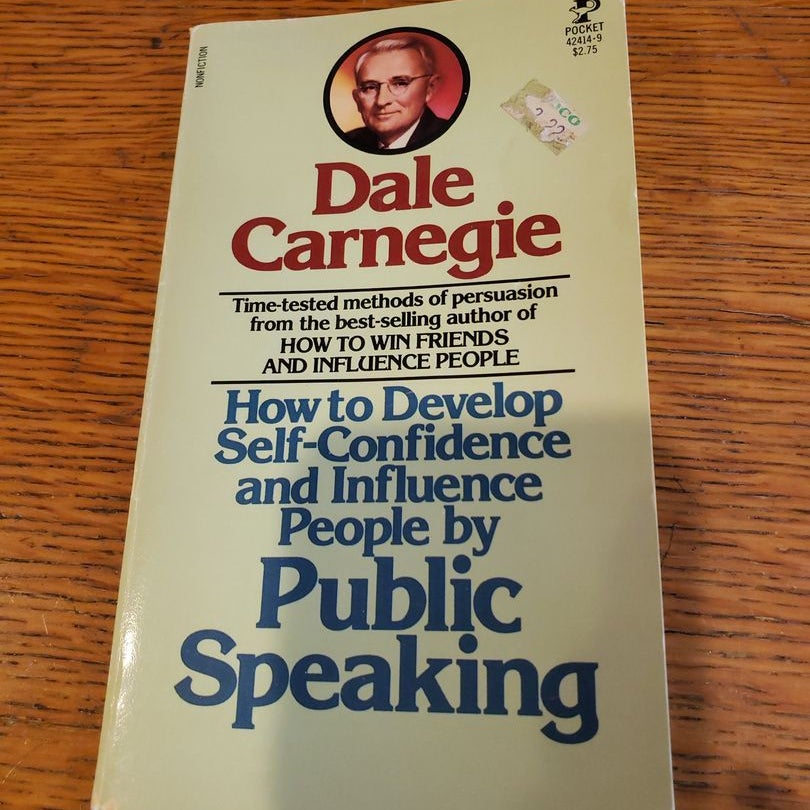 NONFICTION
P
POCKET
42414-9
$2.75
Dale
Carnegie
Time-tested methods of persuasion
from the best-selling author of
HOW TO WIN FRIENDS
AND INFLUENCE PEOPLE
How to Develop
Self-Confidence
and Influence
People by
Public
Speaking